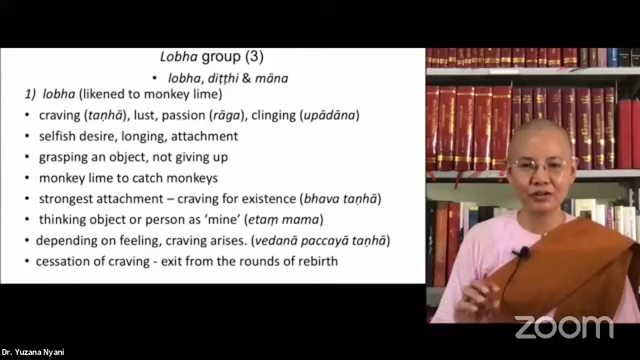 Lobha group (3)
• lobha, diṭṭhi & māna
1) lobha (likened to monkey lime)
• craving (taṇhā), lust, passion (rāga), clinging (upādāna)
• selfish desire, longing, attachment
• grasping an object, not giving up
• monkey lime to catch monkeys
• strongest attachment – craving for existence (bhava taṇhā)
• thinking object or person as ‘mine’ (etaṃ mama)
• depending on feeling, craving arises. (vedanā paccayā taṇhā)
• cessation of craving - exit from the rounds of rebirth
zoom
Dr. Yuzana Nyani